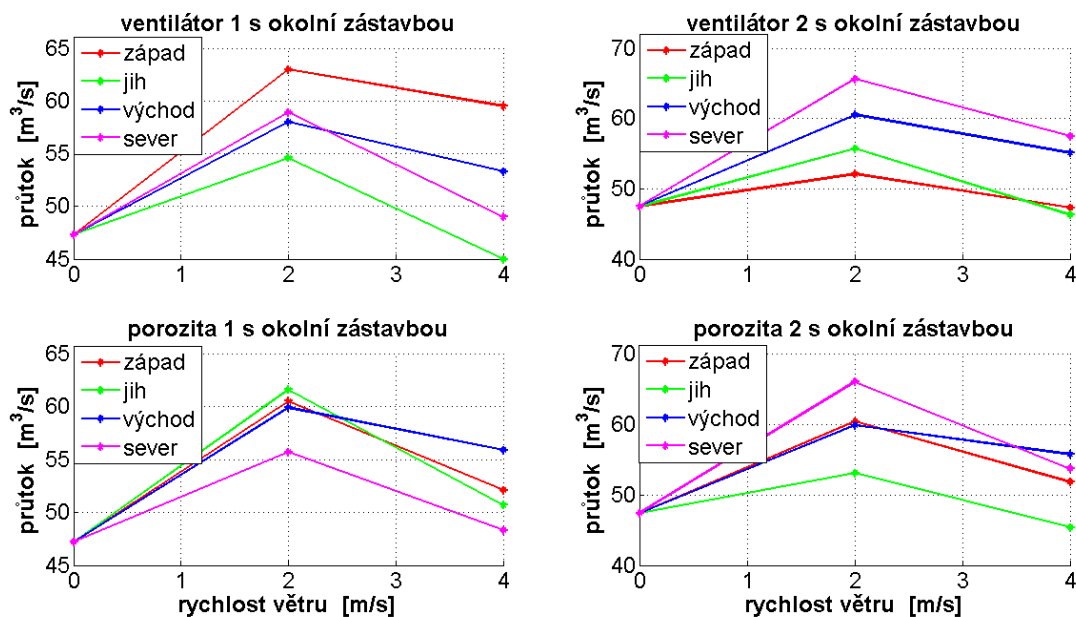 ventilátor 1 s okolní zástavbou
průtok [m³/s]
65
60
55
50
45
0 1 2 3 4
západ
jih
východ
sever
ventilátor 2 s okolní zástavbou
průtok [m³/s]
70
60
50
40
0 1 2 3 4
západ
jih
východ
sever
porozita 1 s okolní zástavbou
průtok [m³/s]
65
60
55
50
45
0 1 2 3 4
rychlost větru [m/s]
západ
jih
východ
sever
porozita 2 s okolní zástavbou
průtok [m³/s]
70
60
50
40
0 1 2 3 4
rychlost větru [m/s]
západ
jih
východ
sever